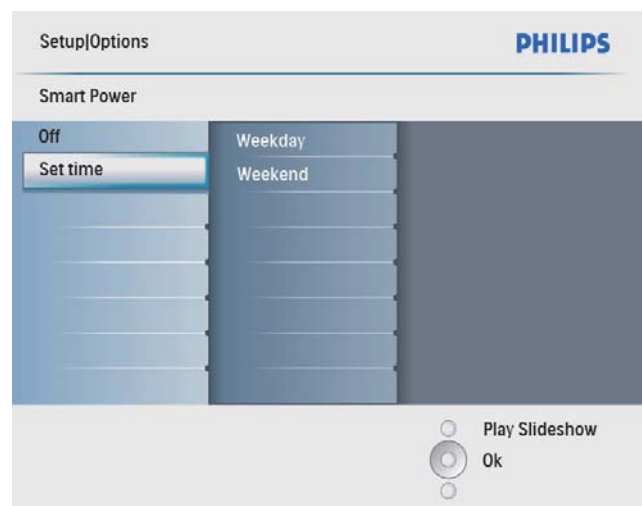 Setup|Options
PHILIPS
Smart Power
Off
Weekday
Set time
Weekend
Play Slideshow
Ok